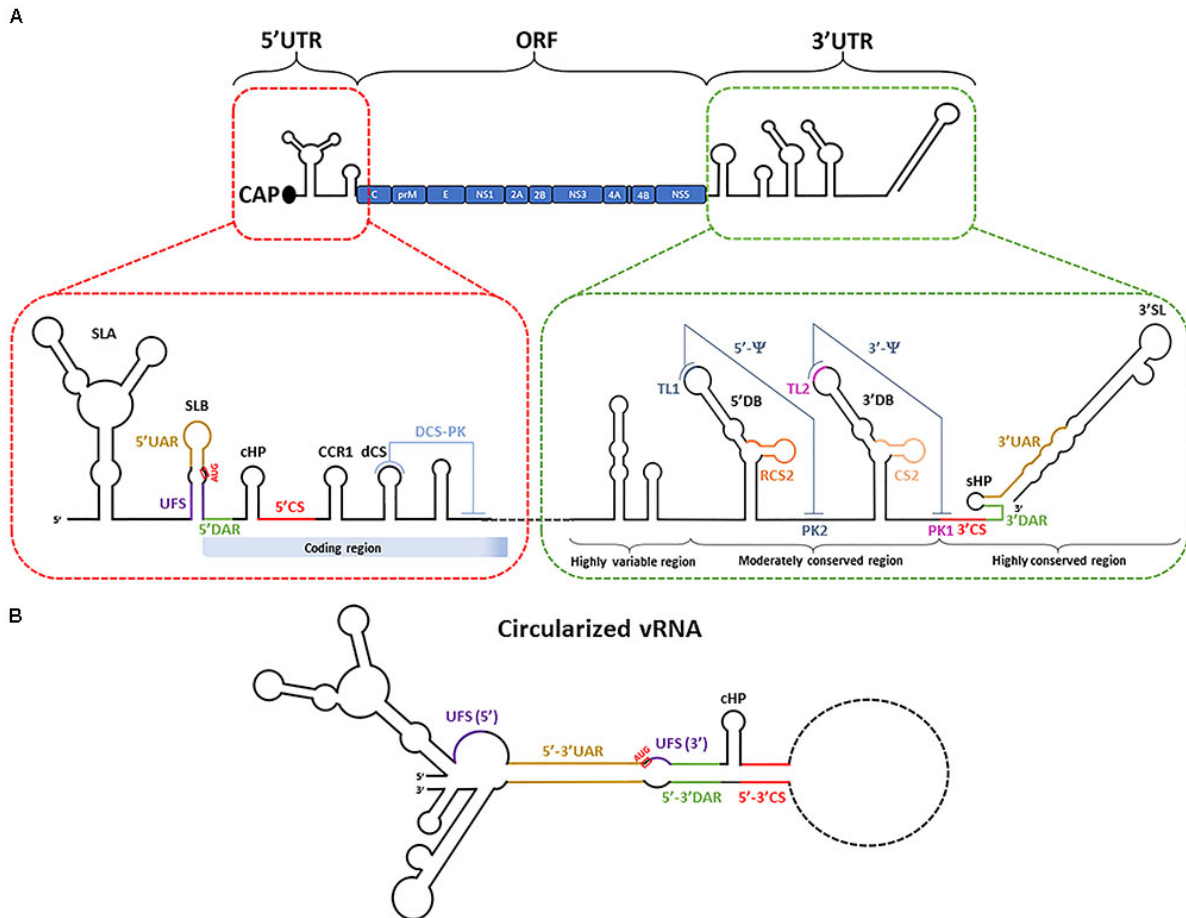 A
5'UTR
ORF
3'UTR
CAP
C prM E NS1 2A 2B NS3 4A 4B NS5
SLA
SLB
5'UAR
AUG
UFS
5'DAR
cHP
5'CS
CCR1
dCS
DCS-PK
5'
Coding region
5'-Ψ
3'-Ψ
TL1
TL2
5'DB
3'DB
RCS2
CS2
PK2
PK1
3'CS
3'SL
3'UAR
sHP
3'
3'DAR
Highly variable region
Moderately conserved region
Highly conserved region
B
Circularized vRNA
UFS (5')
5'-3'UAR
AUG
UFS (3')
cHP
5'
3'
5'-3'DAR
5'-3'CS